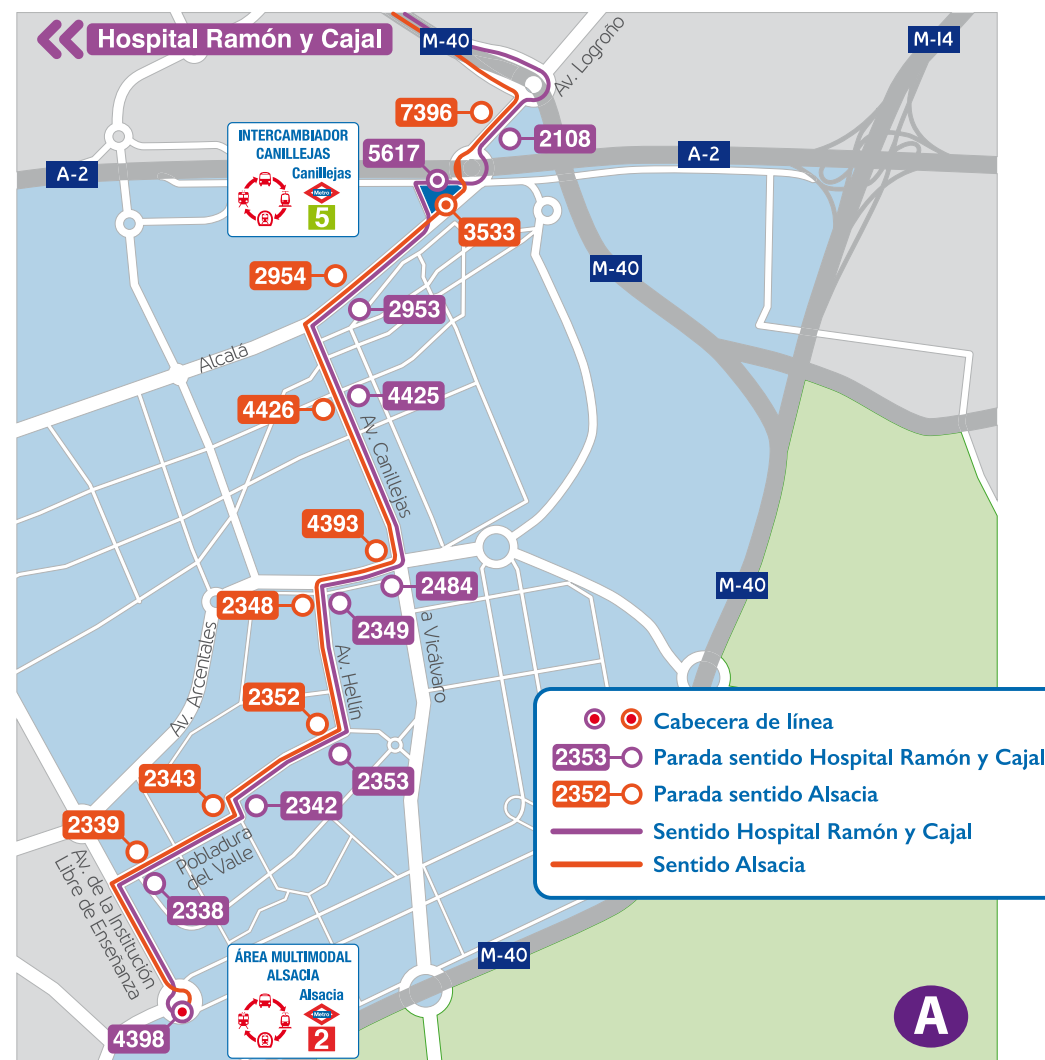 Hospital Ramón y Cajal
M-40
Av. Logroño
M-14
7396
2108
INTERCAMBIADOR
CANILLEJAS
Canillejas
Metro
5
5617
A-2
A-2
3533
2954
M-40
2953
Alcalá
4425
4426
Av. Canillejas
4393
2484
a Vicálvaro
M-40
2348
2349
Av. Arcentales
Av. Hellín
2352
2353
2343
2342
2339
Pobladura
del Valle
Av. de la Institución
Libre de Enseñanza
2338
Cabecera de línea
2353 Parada sentido Hospital Ramón y Cajal
2352 Parada sentido Alsacia
Sentido Hospital Ramón y Cajal
Sentido Alsacia
M-40
ÁREA MULTIMODAL
ALSACIA
Alsacia
Metro
2
4398
A